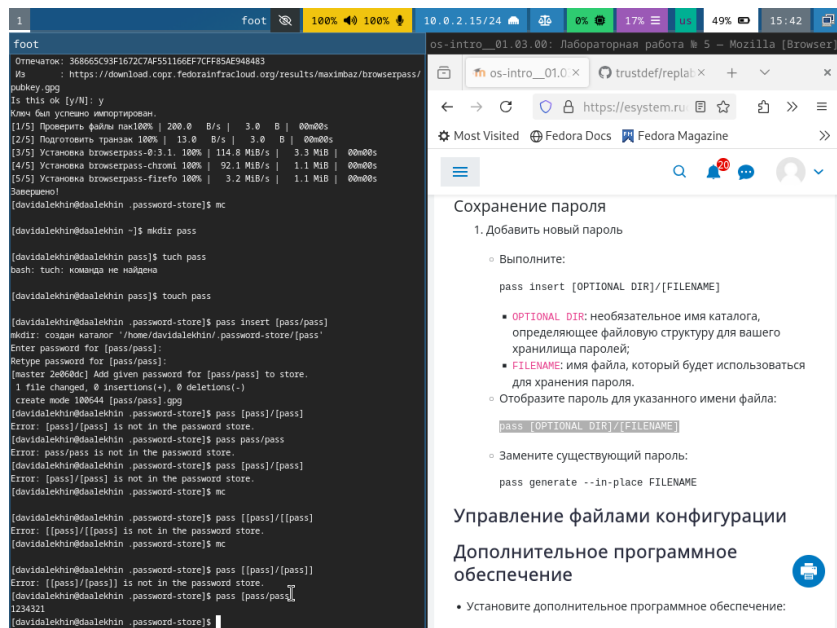 1
foot
100%
100%
10.0.2.15/24
0%
17%
us
49%
15:42
foot
Отпечаток: 368665C93F1672C7AF551166EF7CFF85AE948483
Из : https://download.copr.fedorainfracloud.org/results/maximbaz/browserpass/
pubkey.gpg
Is this ok [y/N]: y
Ключ был успешно импортирован.
[1/5] Проверить файлы пак100% | 200.0 B/s | 3.0 B | 00m00s
[2/5] Подготовить транзак 100% | 13.0 B/s | 3.0 B | 00m00s
[3/5] Установка browserpass-0:3.1. 100% | 114.8 MiB/s | 3.3 MiB | 00m00s
[4/5] Установка browserpass-chromi 100% | 92.1 MiB/s | 1.1 MiB | 00m00s
[5/5] Установка browserpass-firefo 100% | 3.2 MiB/s | 1.1 MiB | 00m00s
Завершено!
[davidalekhin@daalekhin .password-store]$ mc
[davidalekhin@daalekhin ~]$ mkdir pass
[davidalekhin@daalekhin pass]$ tuch pass
bash: tuch: команда не найдена
[davidalekhin@daalekhin pass]$ touch pass
[davidalekhin@daalekhin .password-store]$ pass insert [pass/pass]
mkdir: создан каталог '/home/davidalekhin/.password-store/[pass'
Enter password for [pass/pass]:
Retype password for [pass/pass]:
[master 2e060dc] Add given password for [pass/pass] to store.
1 file changed, 0 insertions(+), 0 deletions(-)
create mode 100644 [pass/pass].gpg
[davidalekhin@daalekhin .password-store]$ pass [pass]/[pass]
Error: [pass]/[pass] is not in the password store.
[davidalekhin@daalekhin .password-store]$ pass pass/pass
Error: pass/pass is not in the password store.
[davidalekhin@daalekhin .password-store]$ pass [pass]/[pass]
Error: [pass]/[pass] is not in the password store.
[davidalekhin@daalekhin .password-store]$ mc
[davidalekhin@daalekhin .password-store]$ pass [[pass]/[[pass]
Error: [[pass]/[[pass] is not in the password store.
[davidalekhin@daalekhin .password-store]$ mc
[davidalekhin@daalekhin .password-store]$ pass [[pass]/[pass]]
Error: [[pass]/[pass]] is not in the password store.
[davidalekhin@daalekhin .password-store]$ pass [pass/pass]
1234321
[davidalekhin@daalekhin .password-store]$
os-intro__01.03.00: Лабораторная работа № 5 — Mozilla [Browser]
os-intro__01.0
trustdef/repla
https://esystem.ru
Most Visited
Fedora Docs
Fedora Magazine
20
Сохранение пароля
1. Добавить новый пароль
Выполните:
pass insert [OPTIONAL DIR]/[FILENAME]
OPTIONAL DIR: необязательное имя каталога,
определяющее файловую структуру для вашего
хранилища паролей;
FILENAME: имя файла, который будет использоваться
для хранения пароля.
Отобразите пароль для указанного имени файла:
pass [OPTIONAL DIR]/[FILENAME]
Замените существующий пароль:
pass generate --in-place FILENAME
Управление файлами конфигурации
Дополнительное программное
обеспечение
Установите дополнительное программное обеспечение: